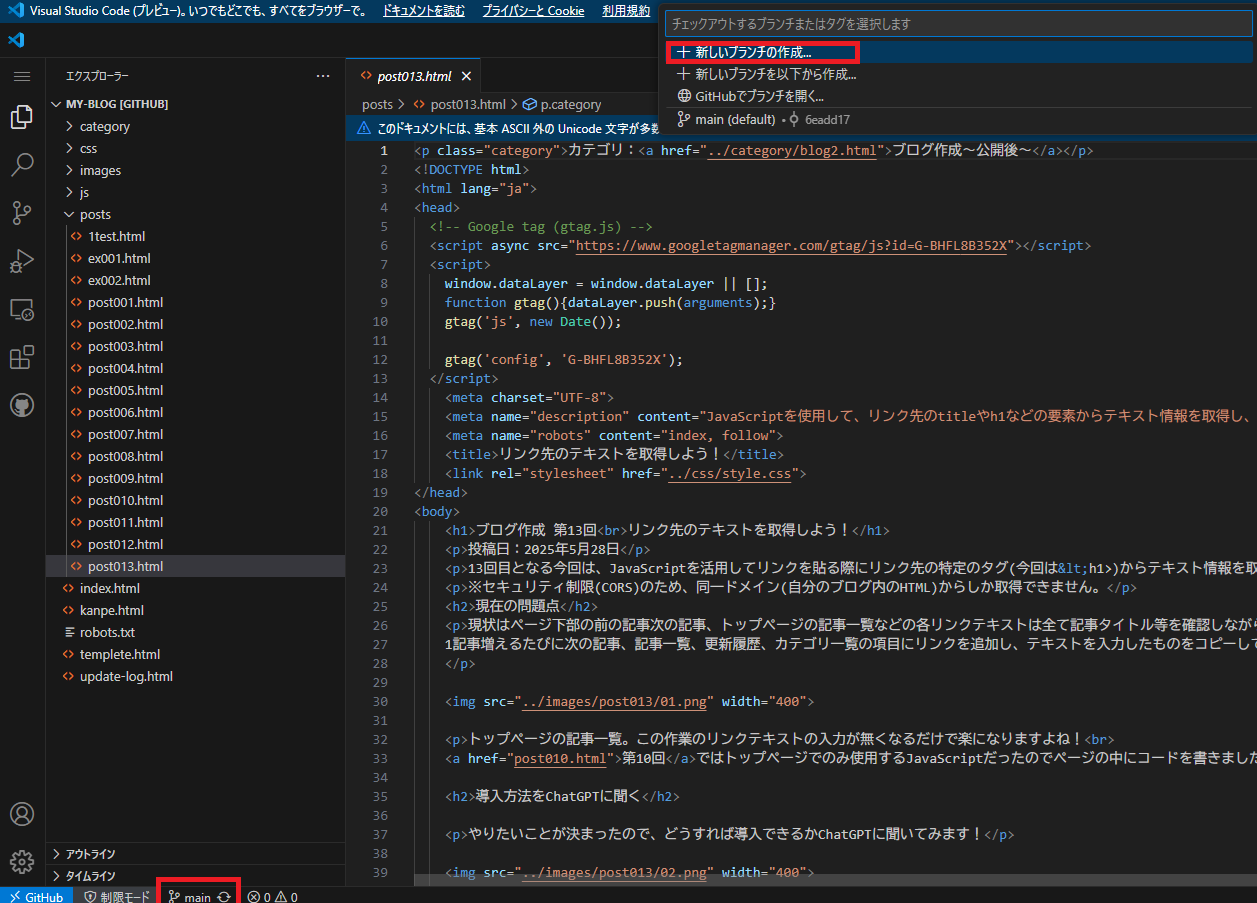 Visual Studio Code (プレビュー)。いつでもどこでも、すべてをブラウザーで。 ドキュメントを読む プライバシーと Cookie 利用規約
チェックアウトするブランチまたはタグを選択します
新しいブランチの作成...
新しいブランチを以下から作成...
GitHubでブランチを開く...
main (default) • 6eadd17
エクスプローラー ...
MY-BLOG [GITHUB]
category
css
images
js
posts
1test.html
ex001.html
ex002.html
post001.html
post002.html
post003.html
post004.html
post005.html
post006.html
post007.html
post008.html
post009.html
post010.html
post011.html
post012.html
post013.html
index.html
kanpe.html
robots.txt
templete.html
update-log.html
アウトライン
タイムライン
post013.html
posts > post013.html > p.category
このドキュメントには、基本 ASCII 外の Unicode 文字が多数
1 <p class="category">カテゴリ：<a href="../category/blog2.html">ブログ作成～公開後～</a></p>
2 <!DOCTYPE html>
3 <html lang="ja">
4 <head>
5 <!-- Google tag (gtag.js) -->
6 <script async src="https://www.googletagmanager.com/gtag/js?id=G-BHFL8B352X"></script>
7 <script>
8 window.dataLayer = window.dataLayer || [];
9 function gtag(){dataLayer.push(arguments);}
10 gtag('js', new Date());
11
12 gtag('config', 'G-BHFL8B352X');
13 </script>
14 <meta charset="UTF-8">
15 <meta name="description" content="JavaScriptを使用して、リンク先のtitleやh1などの要素からテキスト情報を取得し、
16 <meta name="robots" content="index, follow">
17 <title>リンク先のテキストを取得しよう！</title>
18 <link rel="stylesheet" href="../css/style.css">
19 </head>
20 <body>
21 <h1>ブログ作成 第13回<br>リンク先のテキストを取得しよう！</h1>
22 <p>投稿日：2025年5月28日</p>
23 <p>13回目となる今回は、JavaScriptを活用してリンクを貼る際にリンク先の特定のタグ(今回は&lt;h1>)からテキスト情報を取
24 <p>※セキュリティ制限(CORS)のため、同一ドメイン(自分のブログ内のHTML)からしか取得できません。</p>
25 <h2>現在の問題点</h2>
26 <p>現状はページ下部の前の記事次の記事、トップページの記事一覧などの各リンクテキストは全て記事タイトル等を確認しながら
27 1記事増えるたびに次の記事、記事一覧、更新履歴、カテゴリ一覧の項目にリンクを追加し、テキストを入力したものをコピーして
28 </p>
29
30 <img src="../images/post013/01.png" width="400">
31
32 <p>トップページの記事一覧。この作業のリンクテキストの入力が無くなるだけで楽になりますよね！<br>
33 <a href="post010.html">第10回</a>ではトップページでのみ使用するJavaScriptだったのでページの中にコードを書きました
34
35 <h2>導入方法をChatGPTに聞く</h2>
36
37 <p>やりたいことが決まったので、どうすれば導入できるかChatGPTに聞いてみます！</p>
38
39 <img src="../images/post013/02.png" width="400">
GitHub 制限モード main 0 0